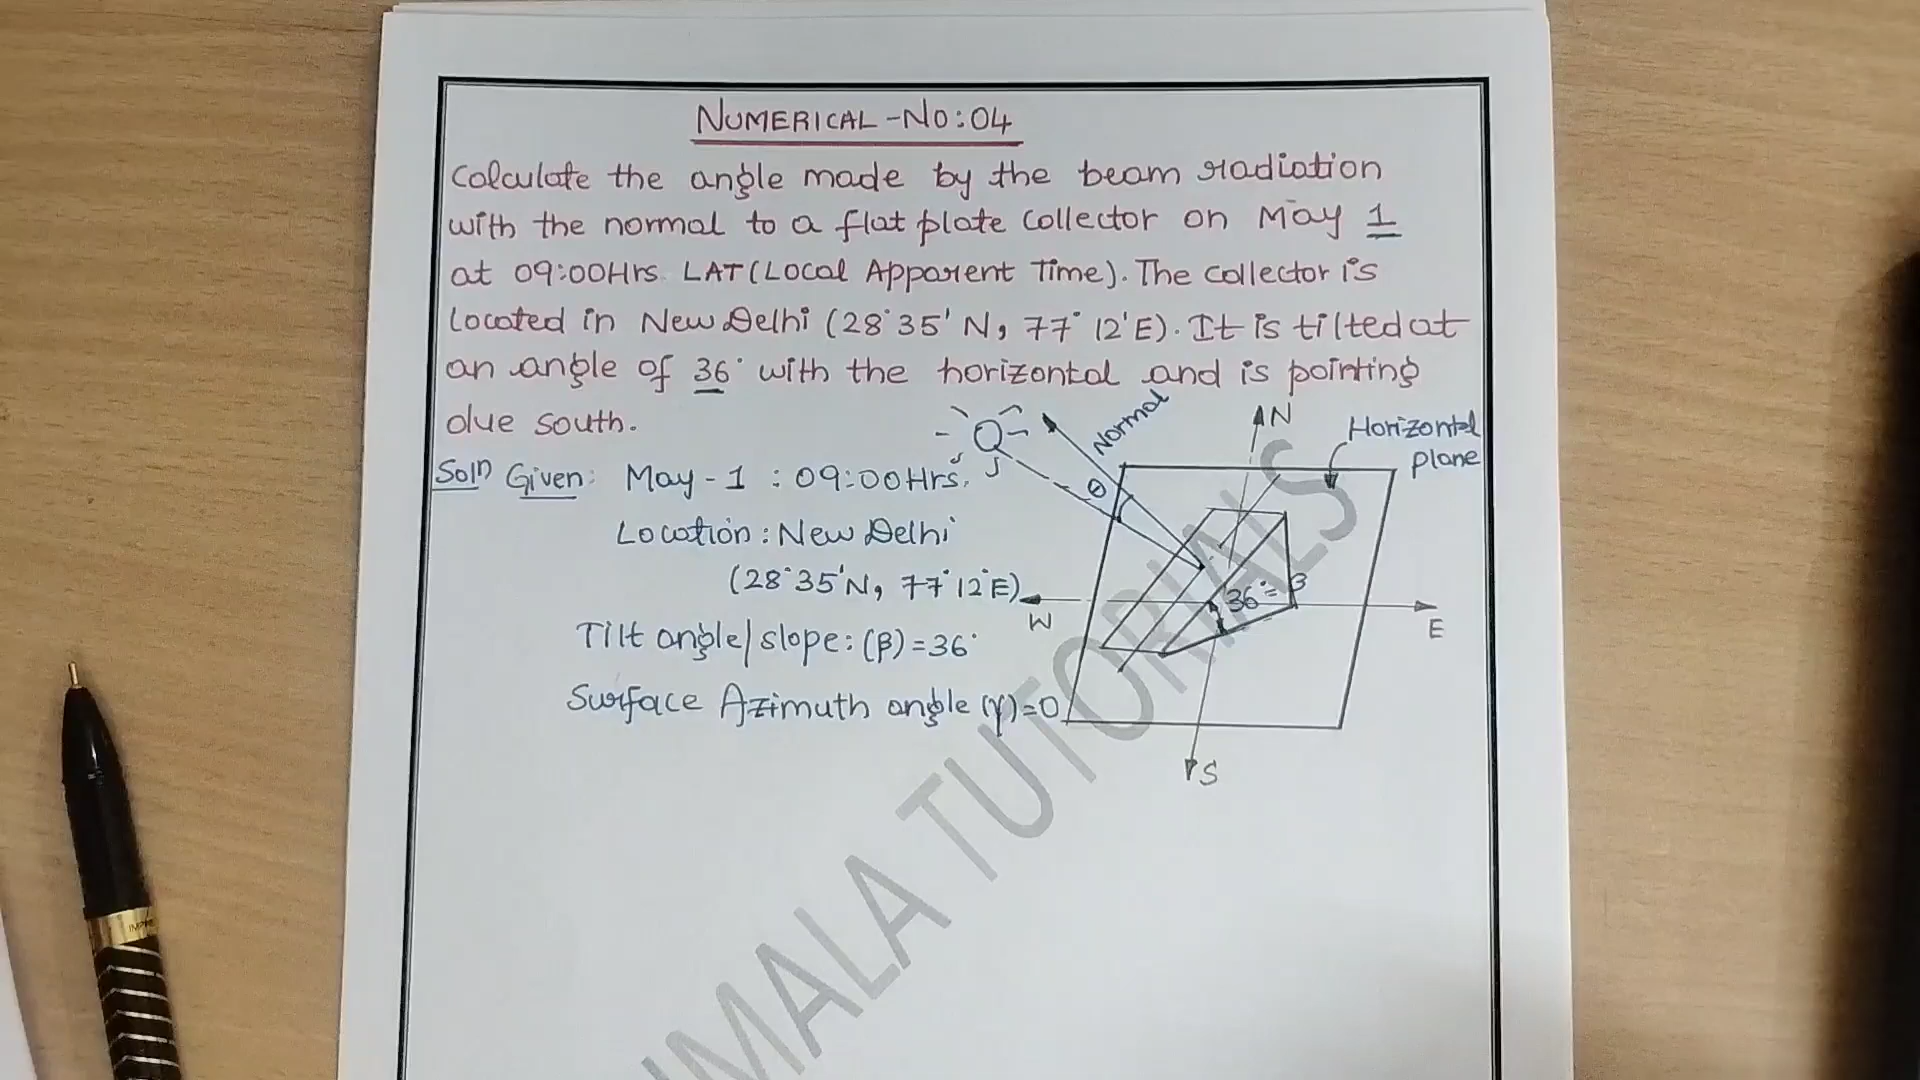 NUMERICAL-NO:04
Calculate the angle made by the beam radiation
with the normal to a flat plate collector on May 1
at 09:00Hrs. LAT (Local Apparent Time). The collector is
located in New Delhi (28°35'N, 77°12'E). It is tilted at
an angle of 36° with the horizontal and is pointing
due south.
Soln Given: May-1 : 09:00Hrs.
Location: New Delhi
(28°35'N, 77°12°E)
Tilt angle/slope: (β)=36°
Surface Azimuth angle (γ)=0
Normal
N
Horizontal
plane
θ
36°=β
W
E
S
IMALA TUTORIALS